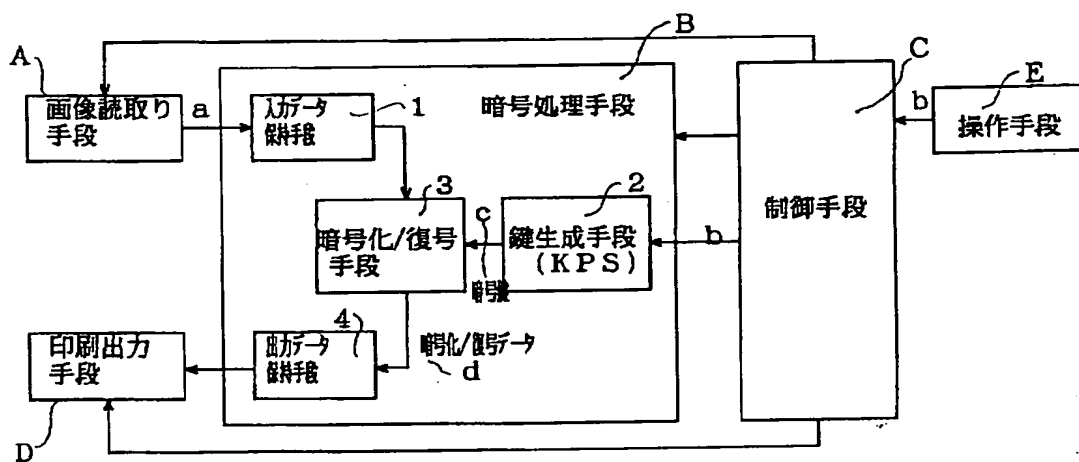 B
A
C
E
画像読取り
手段
a
入力データ
保持手段
1
暗号処理手段
b
操作手段
3
2
制御手段
暗号化/復号
手段
c
鍵生成手段
(KPS)
b
暗号鍵
4
印刷出力
手段
出力データ
保持手段
暗号化/復号データ
d
D